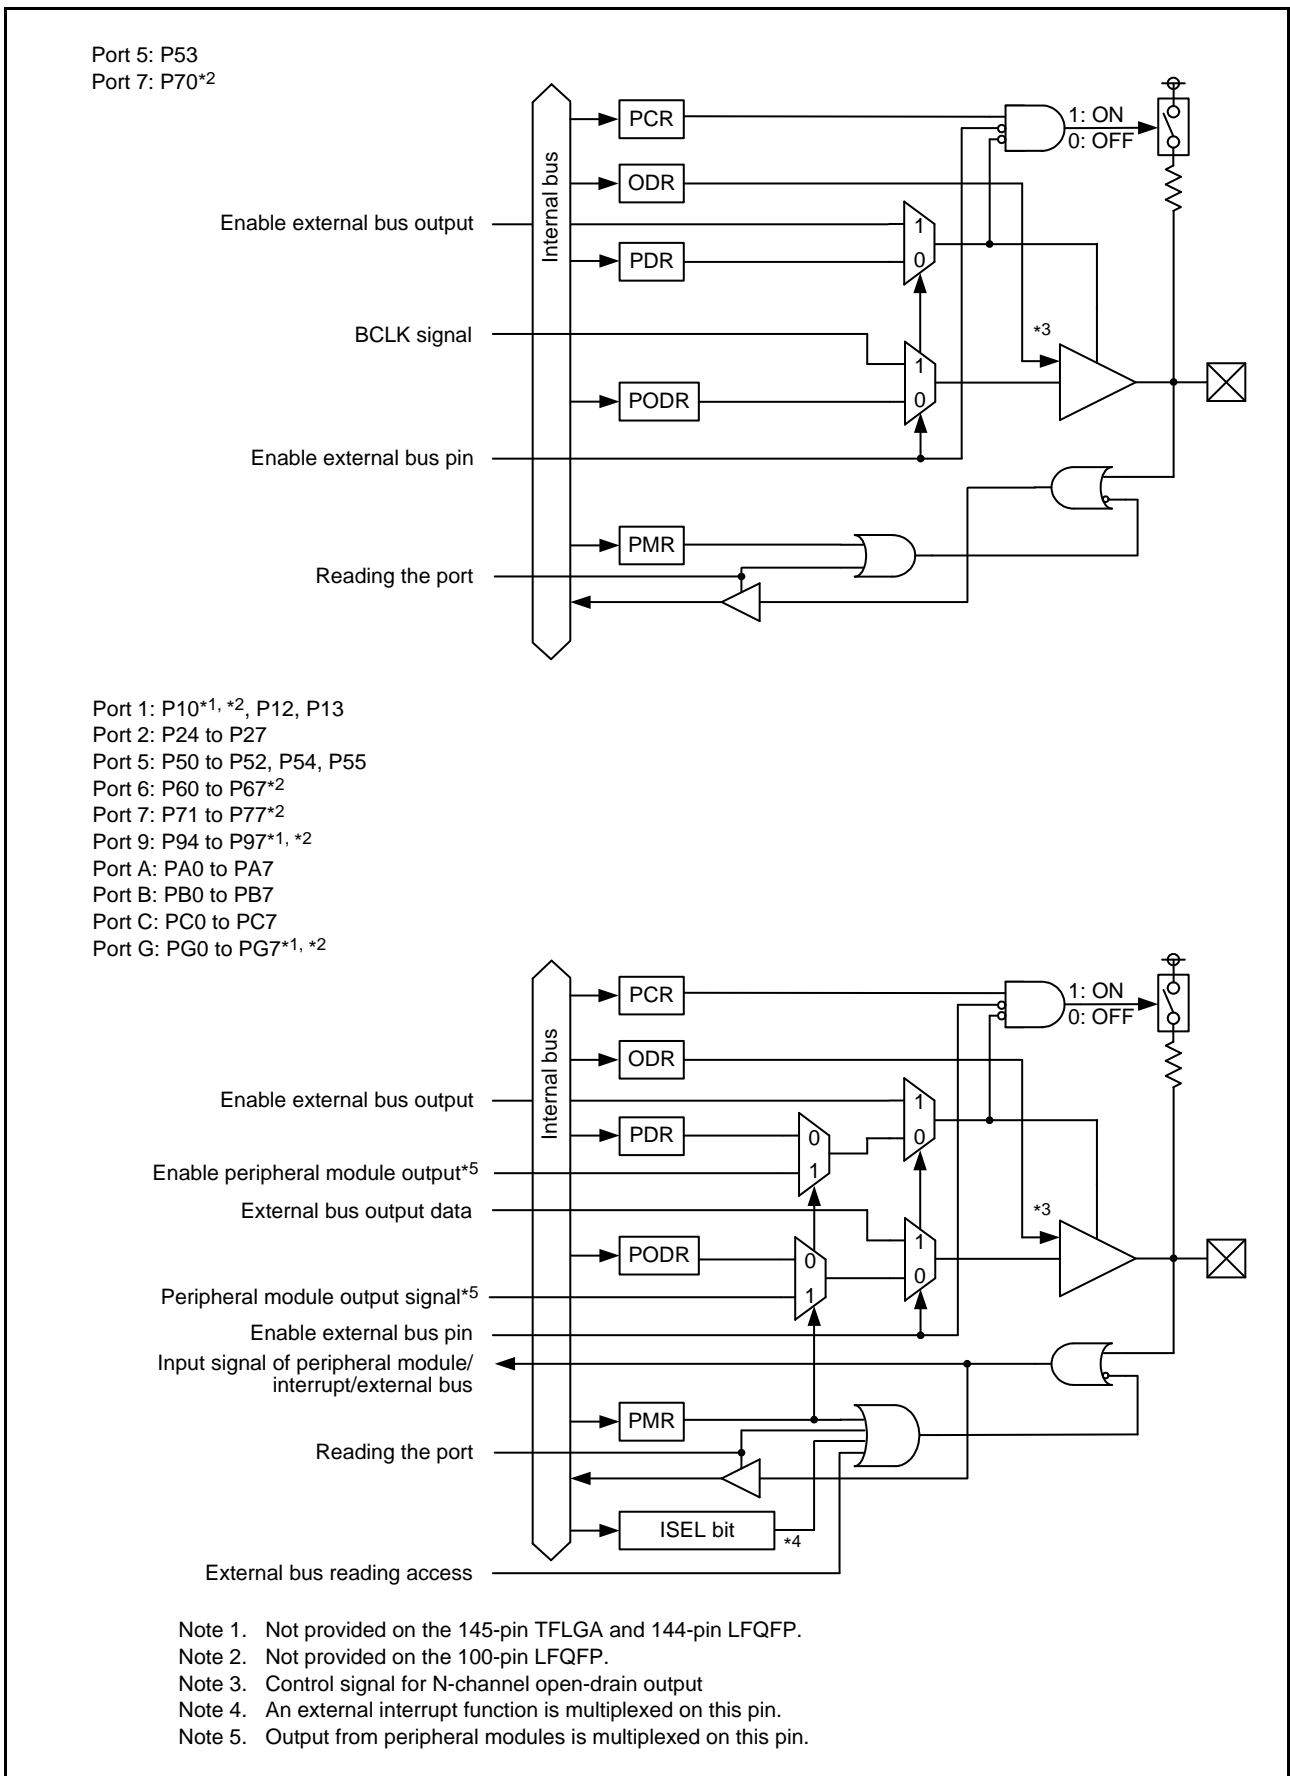 Port 5: P53
Port 7: P70*2
Internal bus
PCR
1: ON
0: OFF
ODR
Enable external bus output
1
PDR
0
BCLK signal
*3
1
PODR
0
Enable external bus pin
PMR
Reading the port
Port 1: P10*1, *2, P12, P13
Port 2: P24 to P27
Port 5: P50 to P52, P54, P55
Port 6: P60 to P67*2
Port 7: P71 to P77*2
Port 9: P94 to P97*1, *2
Port A: PA0 to PA7
Port B: PB0 to PB7
Port C: PC0 to PC7
Port G: PG0 to PG7*1, *2
Internal bus
PCR
1: ON
0: OFF
ODR
Enable external bus output
1
PDR
0
0
Enable peripheral module output*5
1
External bus output data
*3
1
PODR
0
0
Peripheral module output signal*5
1
Enable external bus pin
Input signal of peripheral module/
interrupt/external bus
PMR
Reading the port
ISEL bit
*4
External bus reading access
Note 1. Not provided on the 145-pin TFLGA and 144-pin LFQFP.
Note 2. Not provided on the 100-pin LFQFP.
Note 3. Control signal for N-channel open-drain output
Note 4. An external interrupt function is multiplexed on this pin.
Note 5. Output from peripheral modules is multiplexed on this pin.